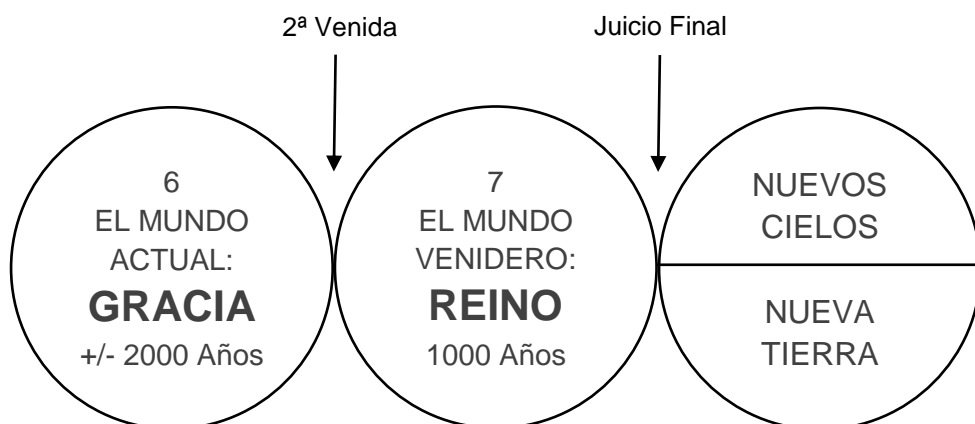 2ª Venida
Juicio Final
6
EL MUNDO
ACTUAL:
GRACIA
+/- 2000 Años
7
EL MUNDO
VENIDERO:
REINO
1000 Años
NUEVOS
CIELOS
NUEVA
TIERRA